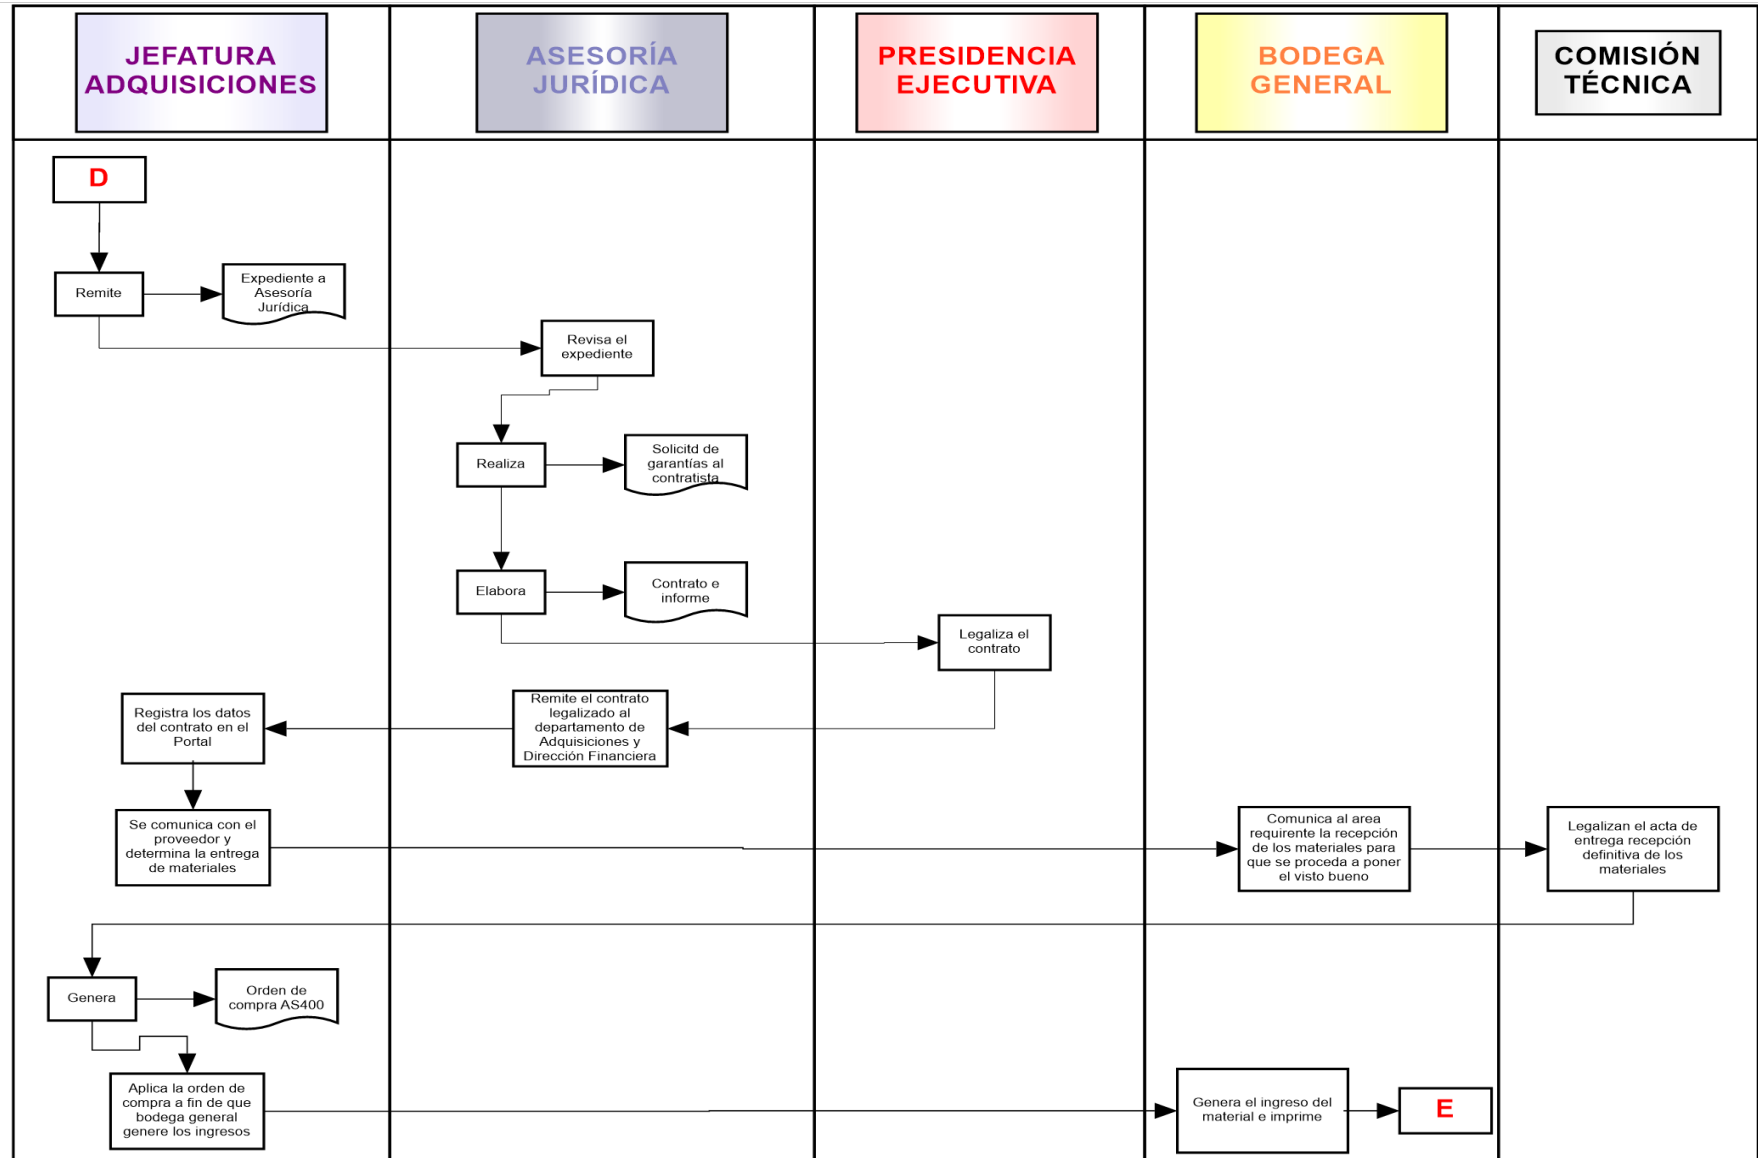 JEFATURA
ADQUISICIONES
ASESORÍA
JURÍDICA
PRESIDENCIA
EJECUTIVA
BODEGA
GENERAL
COMISIÓN
TÉCNICA
D
Remite
Expediente a
Asesoría
Jurídica
Revisa el
expediente
Realiza
Solicitd de
garantías al
contratista
Elabora
Contrato e
informe
Legaliza el
contrato
Remite el contrato
legalizado al
departamento de
Adquisiciones y
Dirección Financiera
Registra los datos
del contrato en el
Portal
Se comunica con el
proveedor y
determina la entrega
de materiales
Comunica al area
requirente la recepción
de los materiales para
que se proceda a poner
el visto bueno
Legalizan el acta de
entrega recepción
definitiva de los
materiales
Genera
Orden de
compra AS400
Aplica la orden de
compra a fin de que
bodega general
genere los ingresos
Genera el ingreso del
material e imprime
E